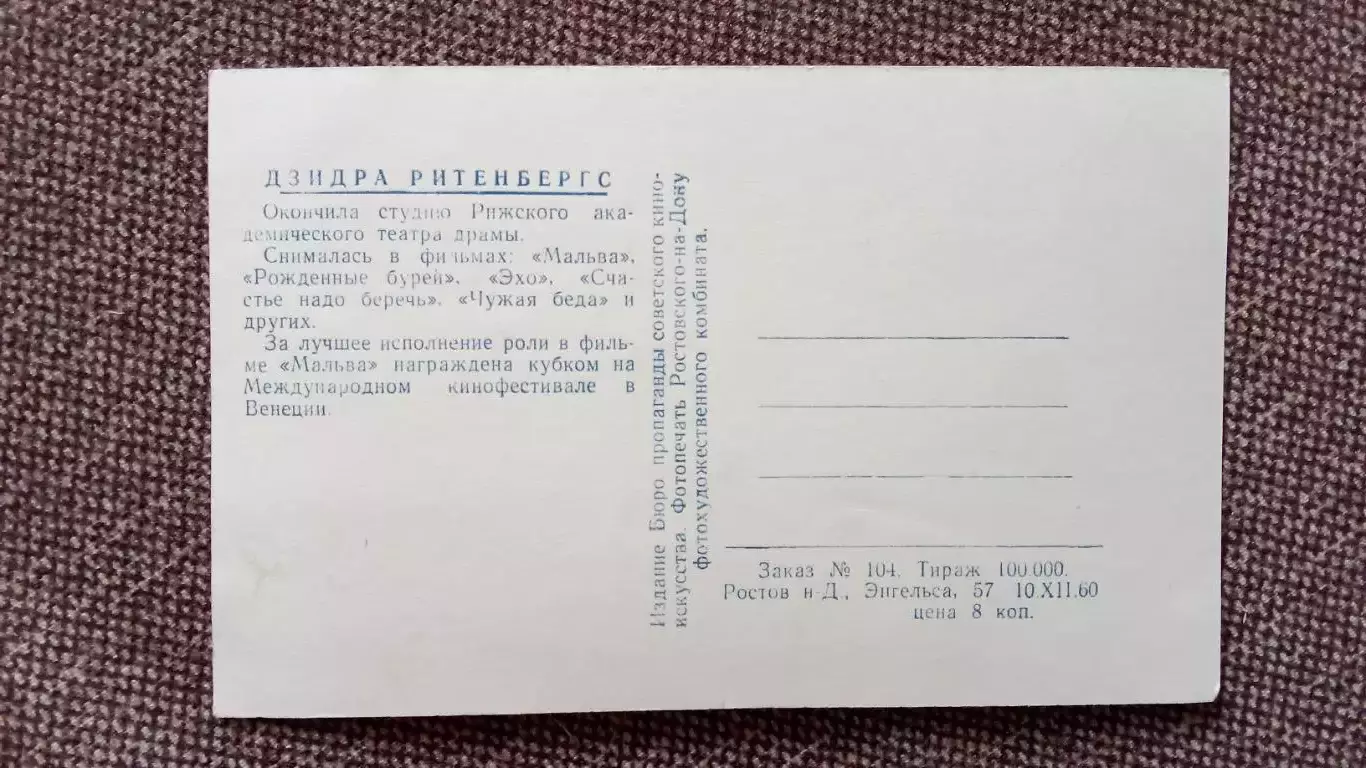 ДЗИДРА РИТЕНБЕРГС
Окончила студию Рижского ака-
демического театра драмы.
Снималась в фильмах: «Мальва»,
«Рожденные бурей», «Эхо», «Сча-
стье надо беречь», «Чужая беда» и
других.
За лучшее исполнение роли в филь-
ме «Мальва» награждена кубком на
Международном кинофестивале в
Венеции.
Издание Бюро пропаганды советского кино-
искусства. Фотопечать Ростовского-на-Дону
фотохудожественного комбината.
Заказ № 104. Тираж 100.000.
Ростов н-Д., Энгельса, 57 10.XII.60
цена 8 коп.